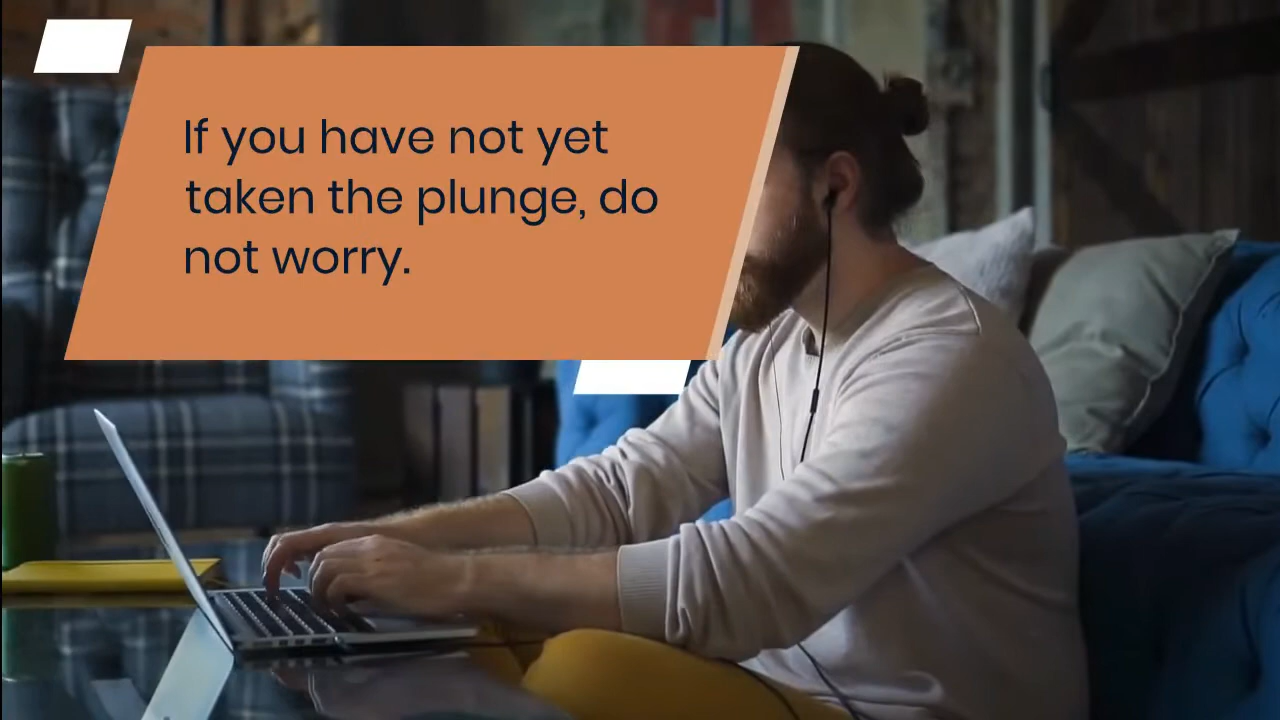 If you have not yet
taken the plunge, do
not worry.